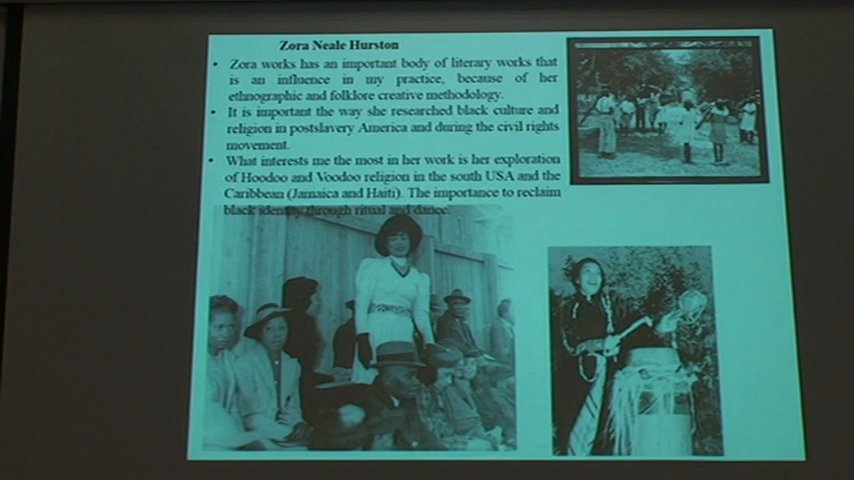 Zora Neale Hurston
• Zora works has an important body of literary works that
is an influence in my practice, because of her
ethnographic and folklore creative methodology.
• It is important the way she researched black culture and
religion in postslavery America and during the civil rights
movement.
• What interests me the most in her work is her exploration
of Hoodoo and Voodoo religion in the south USA and the
Caribbean (Jamaica and Haiti). The importance to reclaim
black identity through ritual and dance.